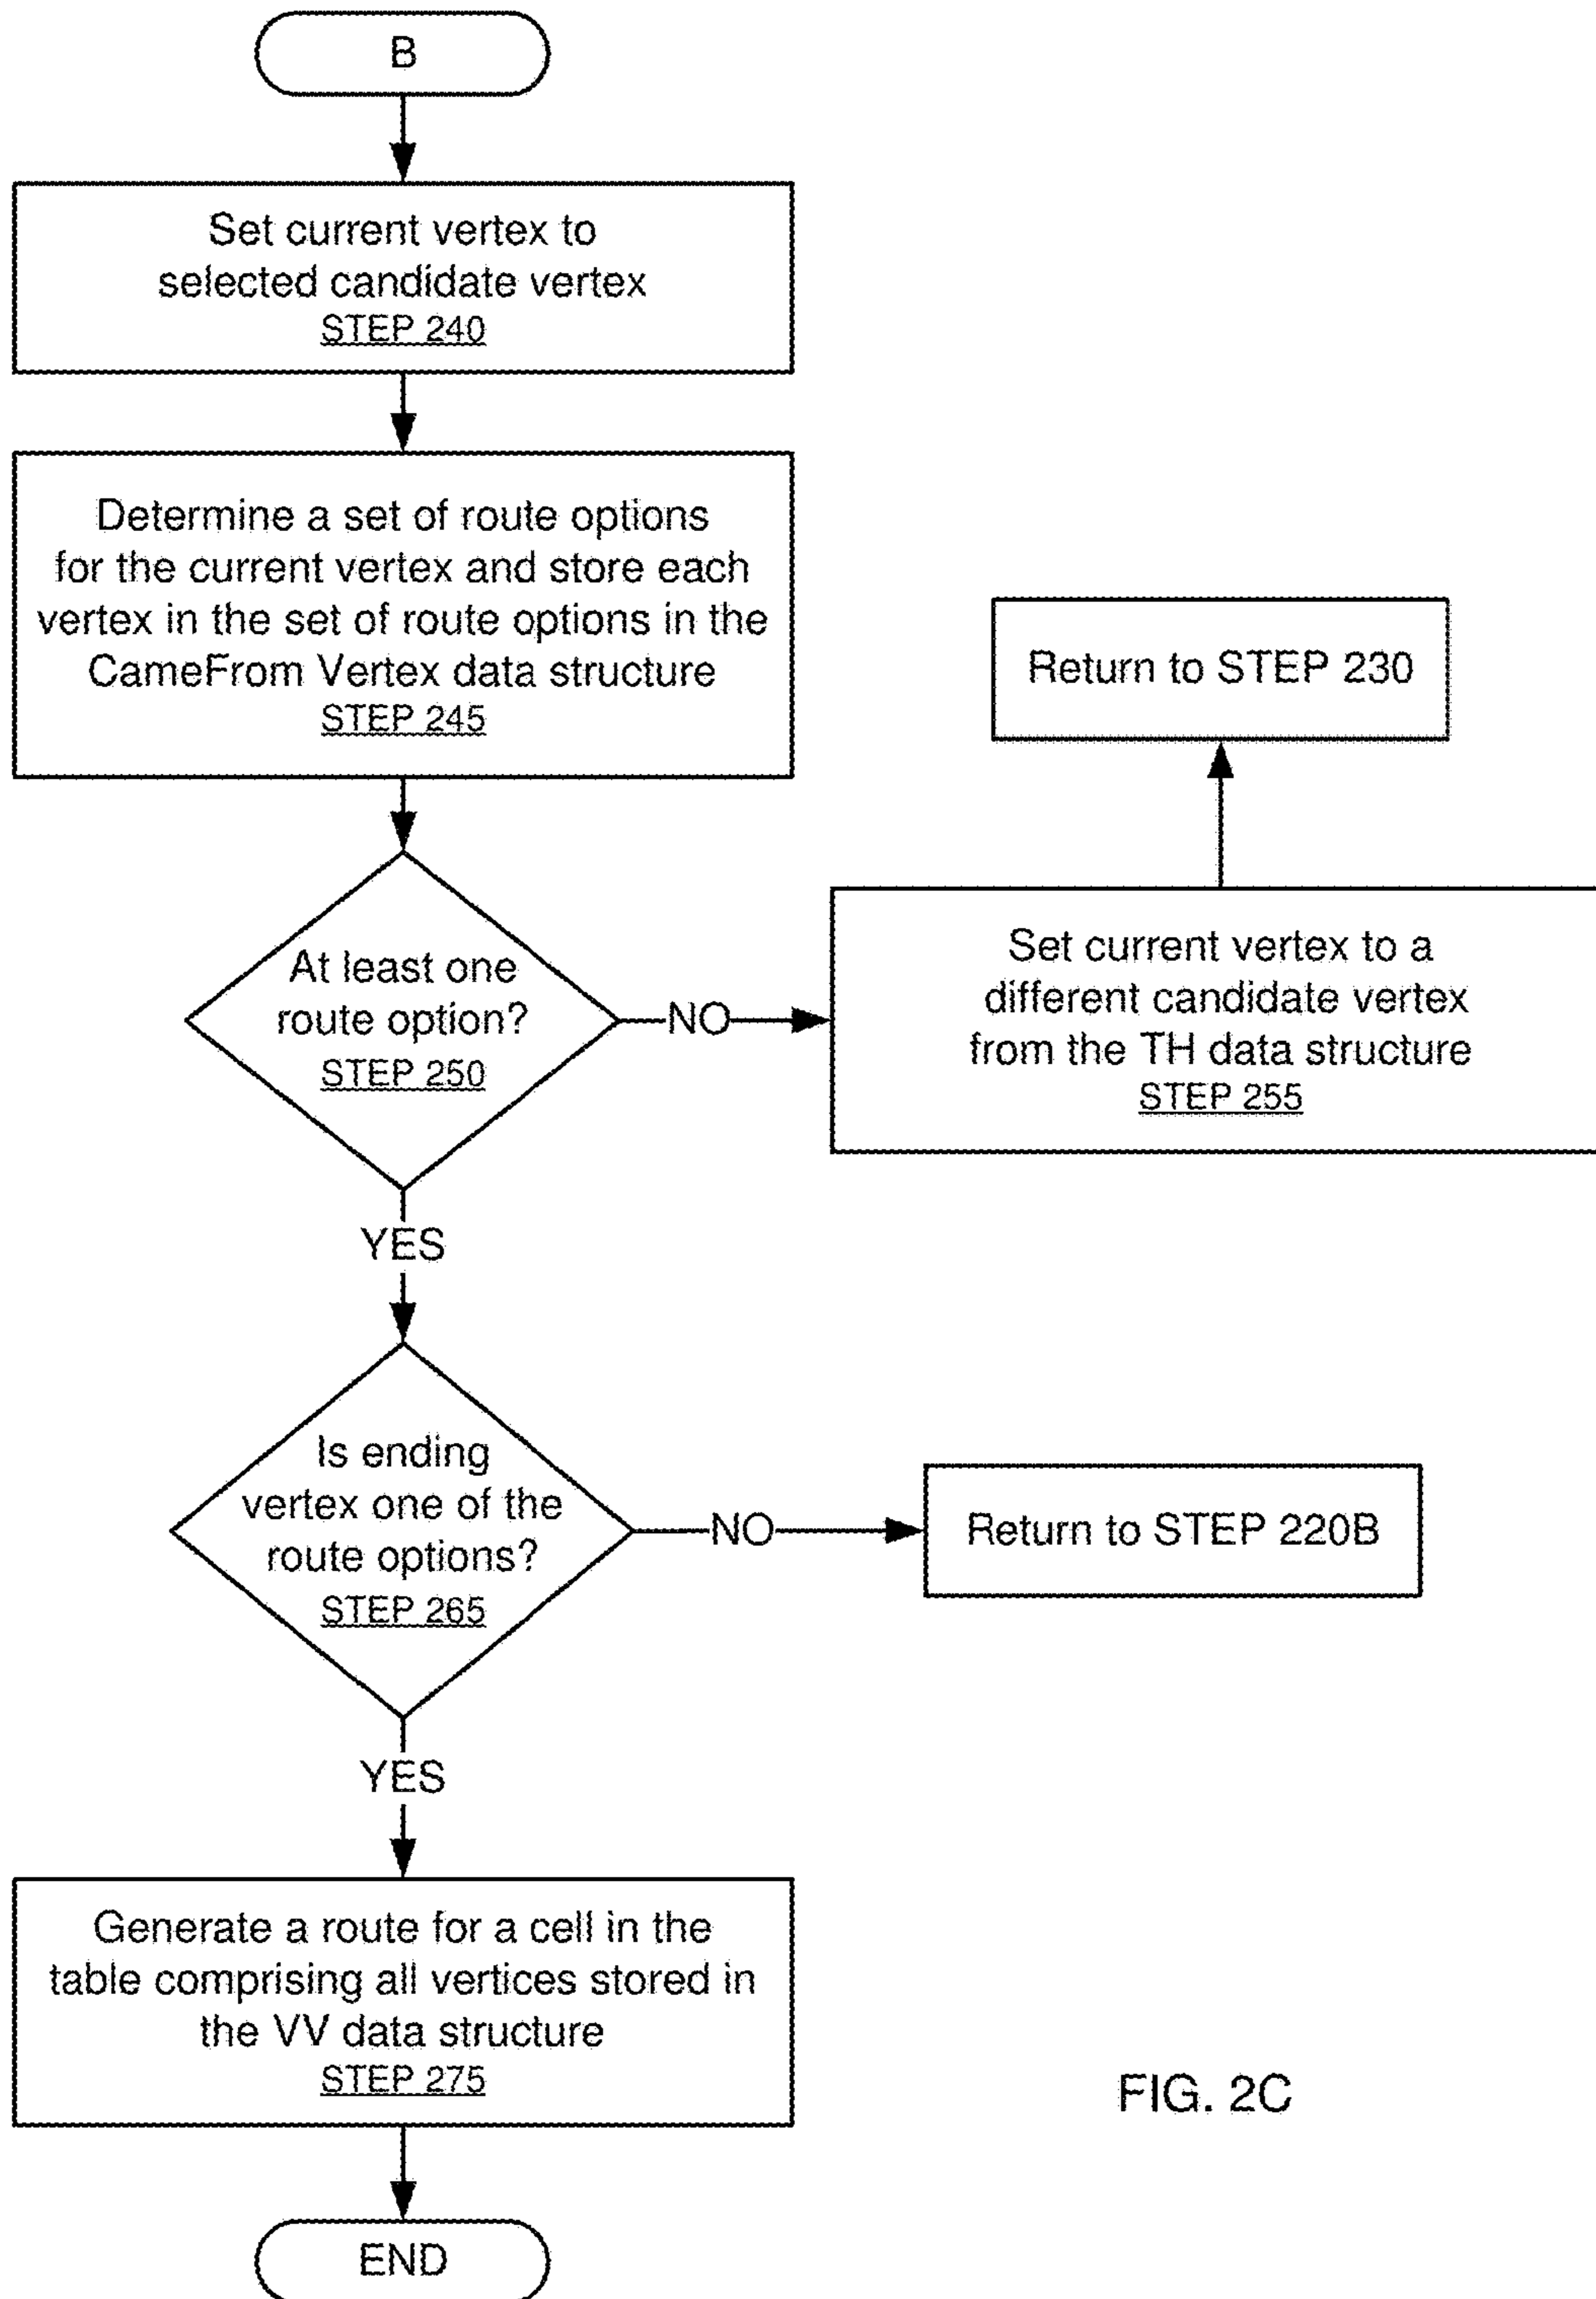 B
Set current vertex to
selected candidate vertex
STEP 240
Determine a set of route options
for the current vertex and store each
vertex in the set of route options in the
CameFrom Vertex data structure
STEP 245
Return to STEP 230
At least one
route option?
STEP 250
NO
Set current vertex to a
different candidate vertex
from the TH data structure
STEP 255
YES
Is ending
vertex one of the
route options?
STEP 265
NO
Return to STEP 220B
YES
Generate a route for a cell in the
table comprising all vertices stored in
the VV data structure
STEP 275
FIG. 2C
END